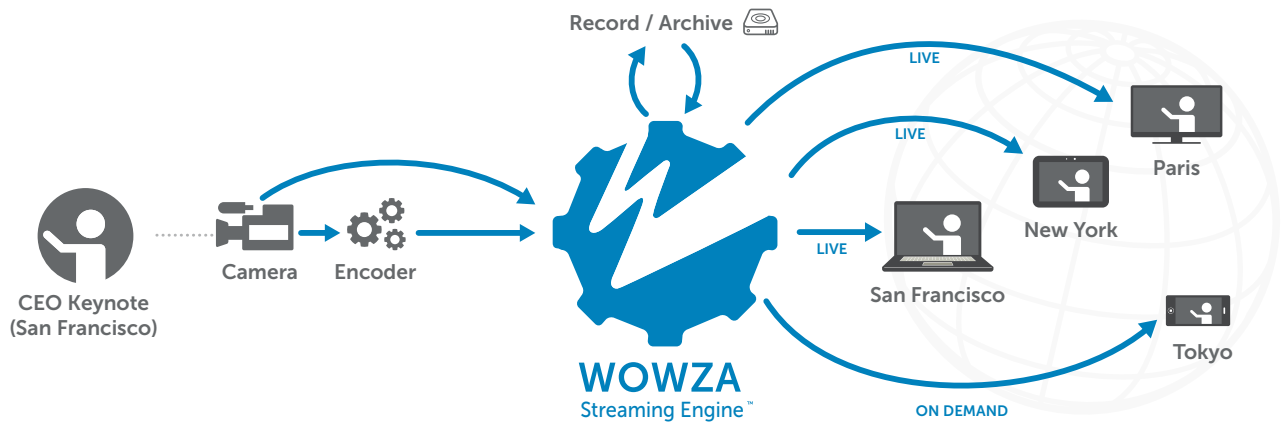 Record / Archive
LIVE
LIVE
Paris
New York
LIVE
San Francisco
Camera
Encoder
CEO Keynote
(San Francisco)
Tokyo
WOWZA
Streaming Engine™
ON DEMAND